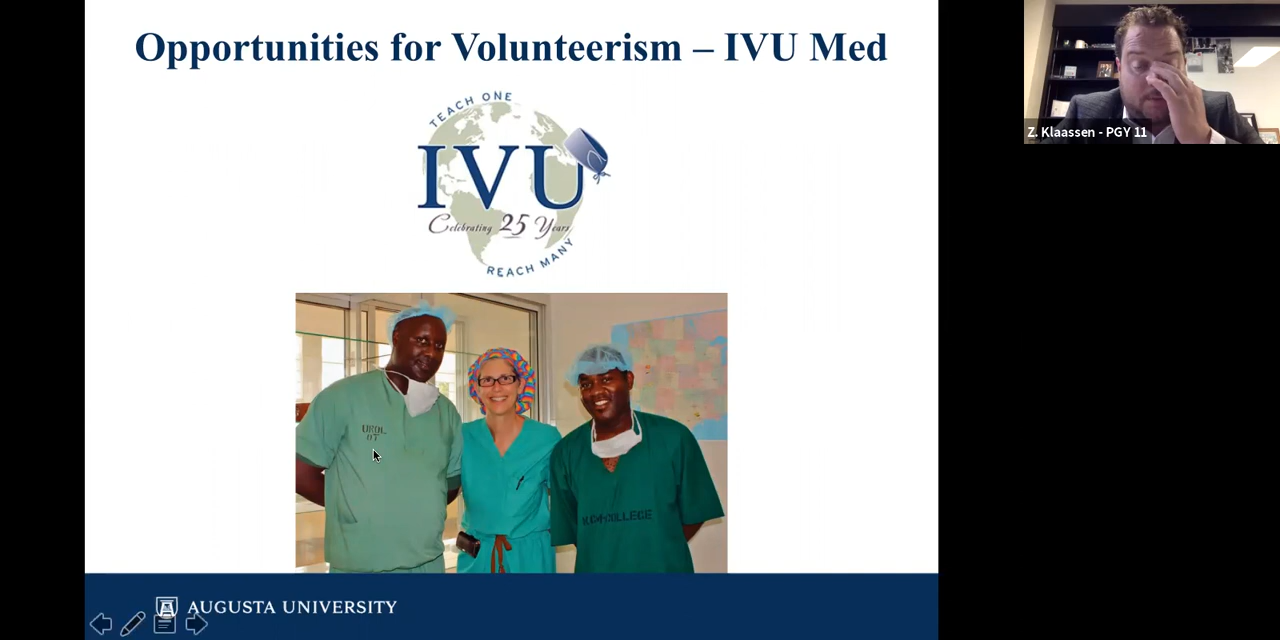 Opportunities for Volunteerism – IVU Med
TEACH ONE
IVU
Celebrating 25 Years
REACH MANY
UROL
OT
COLLEGE
AUGUSTA UNIVERSITY
Z. Klaassen - PGY 11